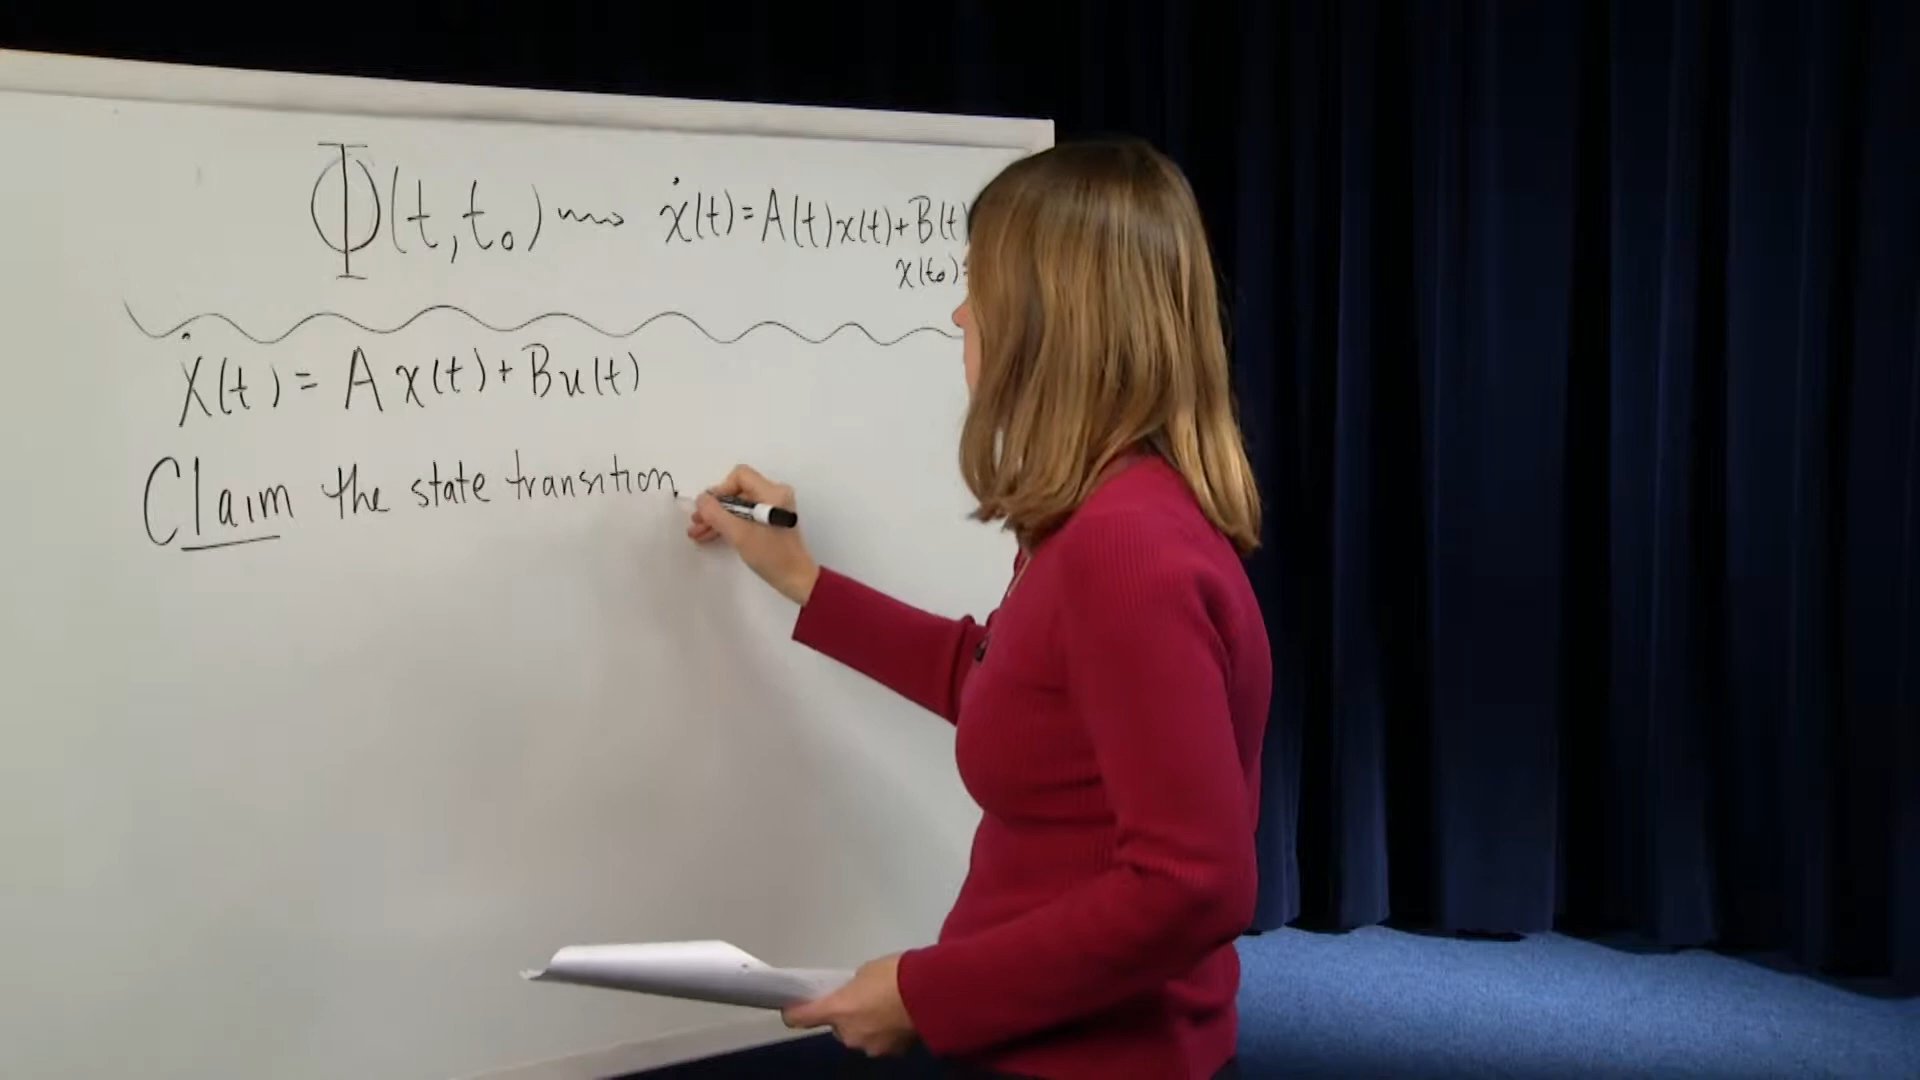 Φ(t, t₀) ⇝ ẋ(t) = A(t)x(t) + B(t)
x(t₀) =
ẋ(t) = A x(t) + B u(t)
Claim the state transition